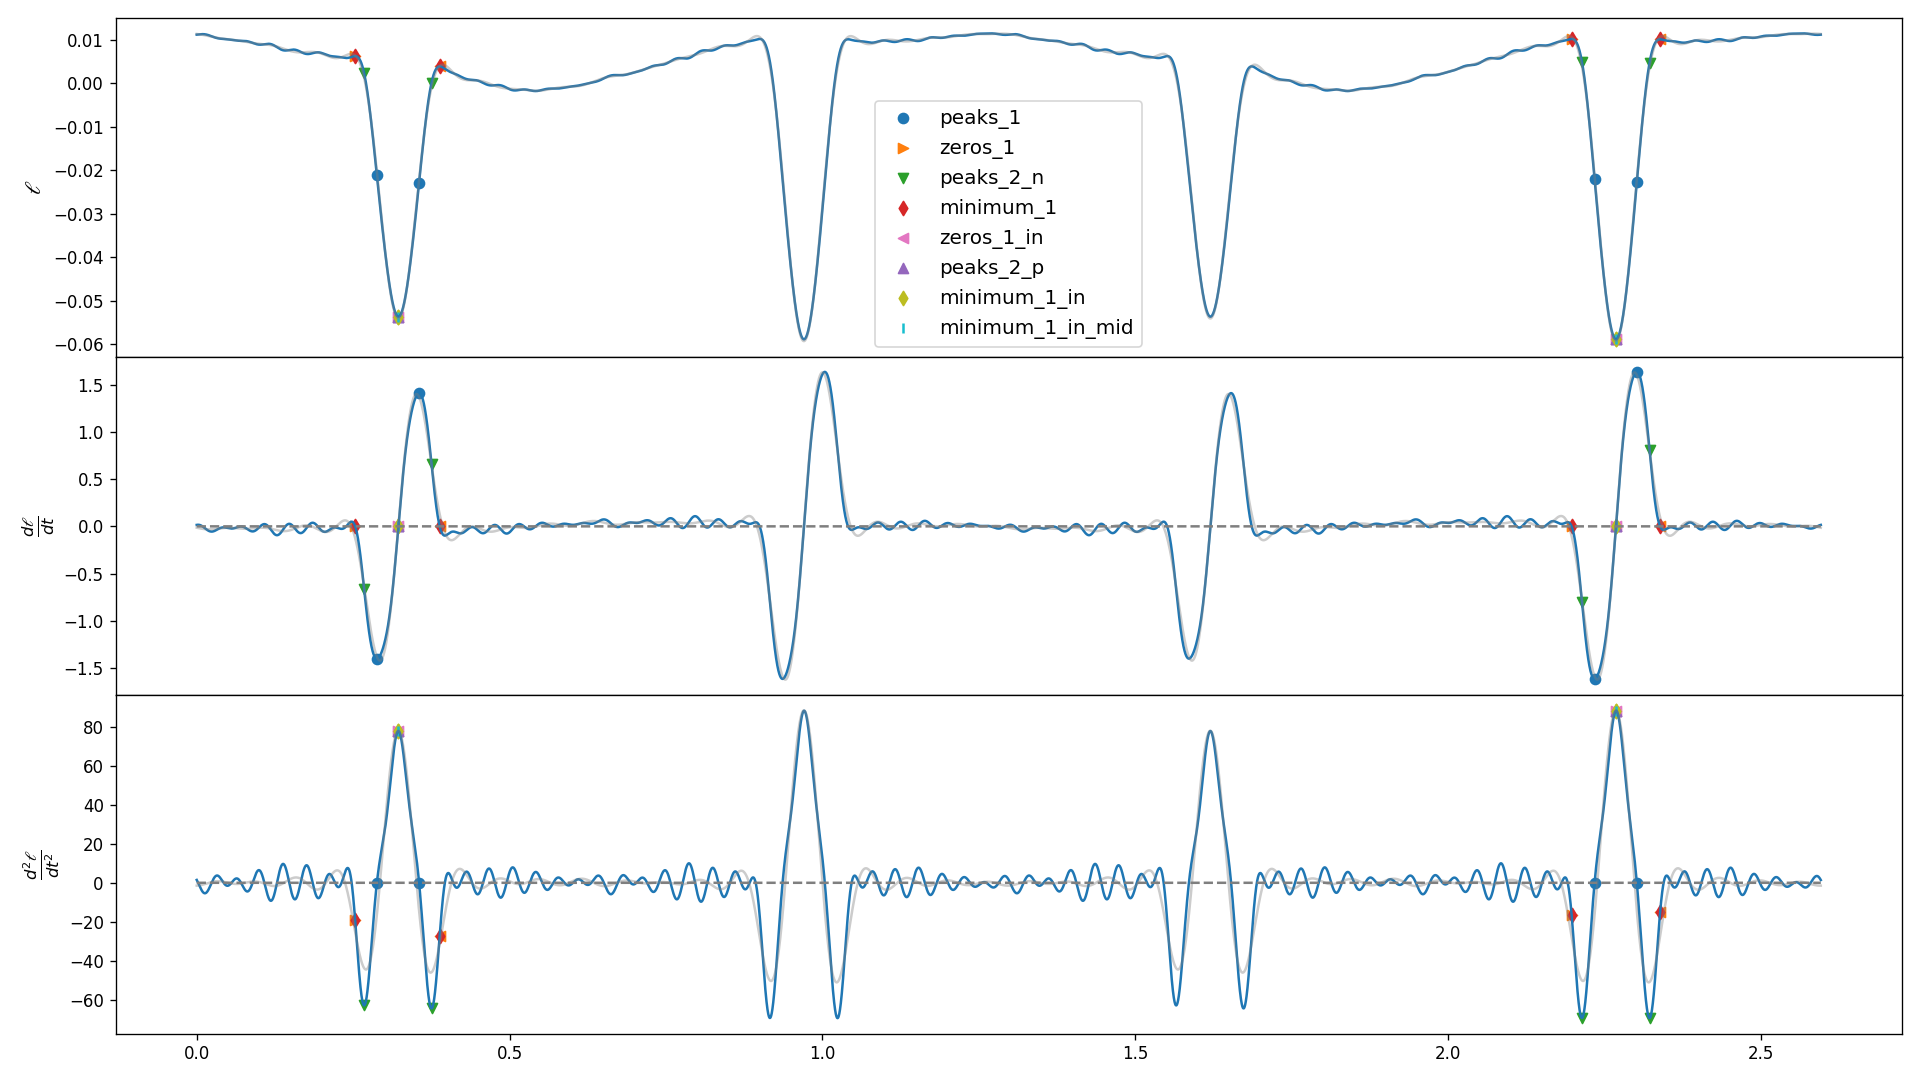 0.01
0.00
−0.01
−0.02
−0.03
−0.04
−0.05
−0.06
ℓ
peaks_1
zeros_1
peaks_2_n
minimum_1
zeros_1_in
peaks_2_p
minimum_1_in
minimum_1_in_mid
1.5
1.0
0.5
0.0
−0.5
−1.0
−1.5
dℓ/dt
80
60
40
20
0
−20
−40
−60
d²ℓ/dt²
0.0 0.5 1.0 1.5 2.0 2.5